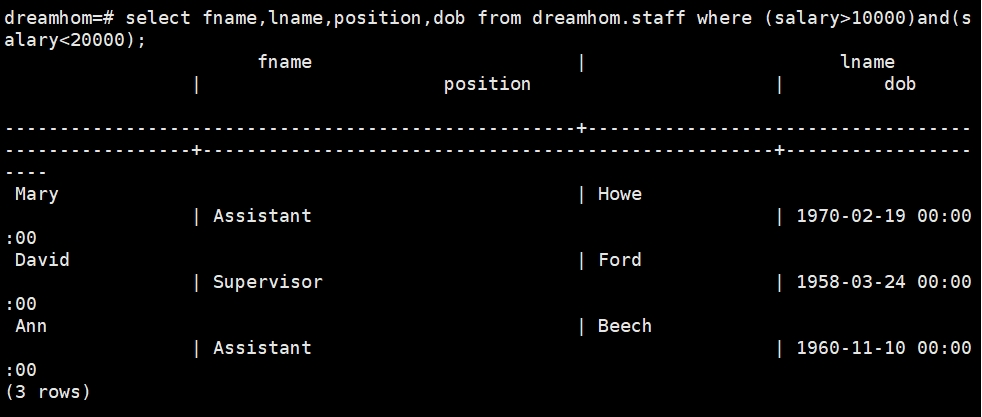 dreamhom=# select fname,lname,position,dob from dreamhom.staff where (salary>10000)and(s
alary<20000);
                       fname                        |                       lname
                 |                      position                      |         dob
----------------------------------------------------+-----------------------------------
-----------------+----------------------------------------------------+-----------------
----
 Mary                                               | Howe
                 | Assistant                                          | 1970-02-19 00:00
:00
 David                                              | Ford
                 | Supervisor                                         | 1958-03-24 00:00
:00
 Ann                                                | Beech
                 | Assistant                                          | 1960-11-10 00:00
:00
(3 rows)